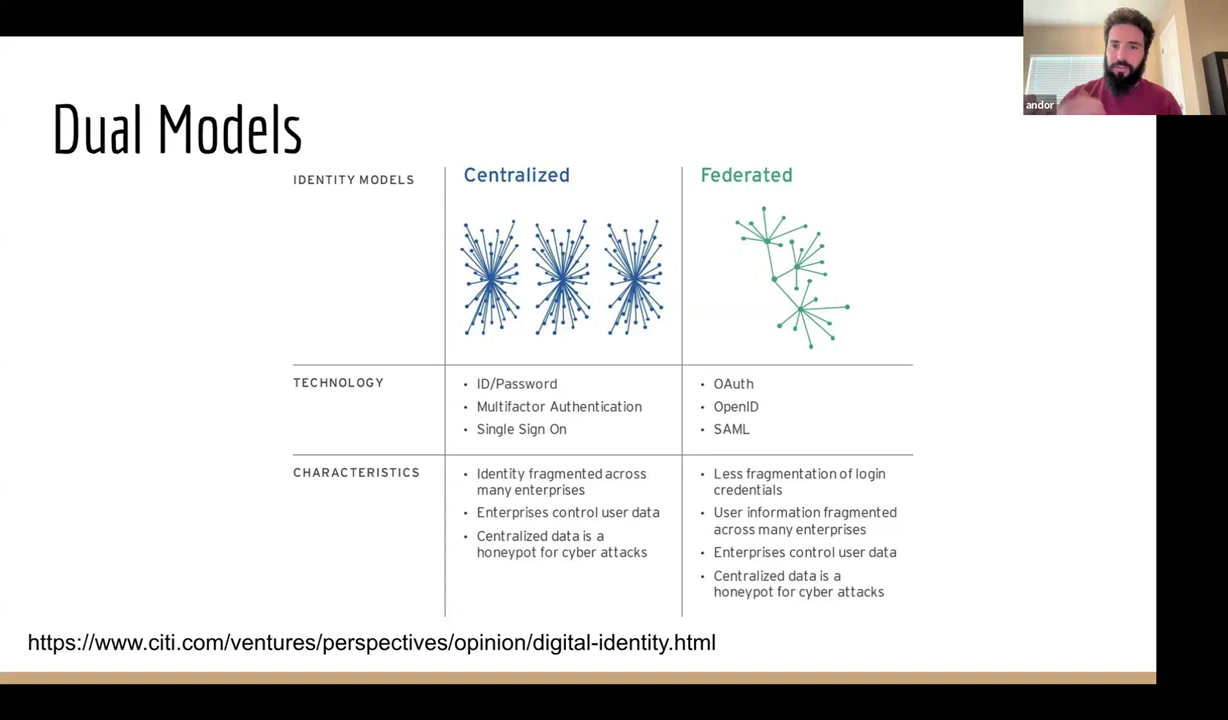 andor
Dual Models
IDENTITY MODELS
Centralized
Federated
TECHNOLOGY
• ID/Password
• Multifactor Authentication
• Single Sign On
• OAuth
• OpenID
• SAML
CHARACTERISTICS
• Identity fragmented across
many enterprises
• Enterprises control user data
• Centralized data is a
honeypot for cyber attacks
• Less fragmentation of login
credentials
• User information fragmented
across many enterprises
• Enterprises control user data
• Centralized data is a
honeypot for cyber attacks
https://www.citi.com/ventures/perspectives/opinion/digital-identity.html